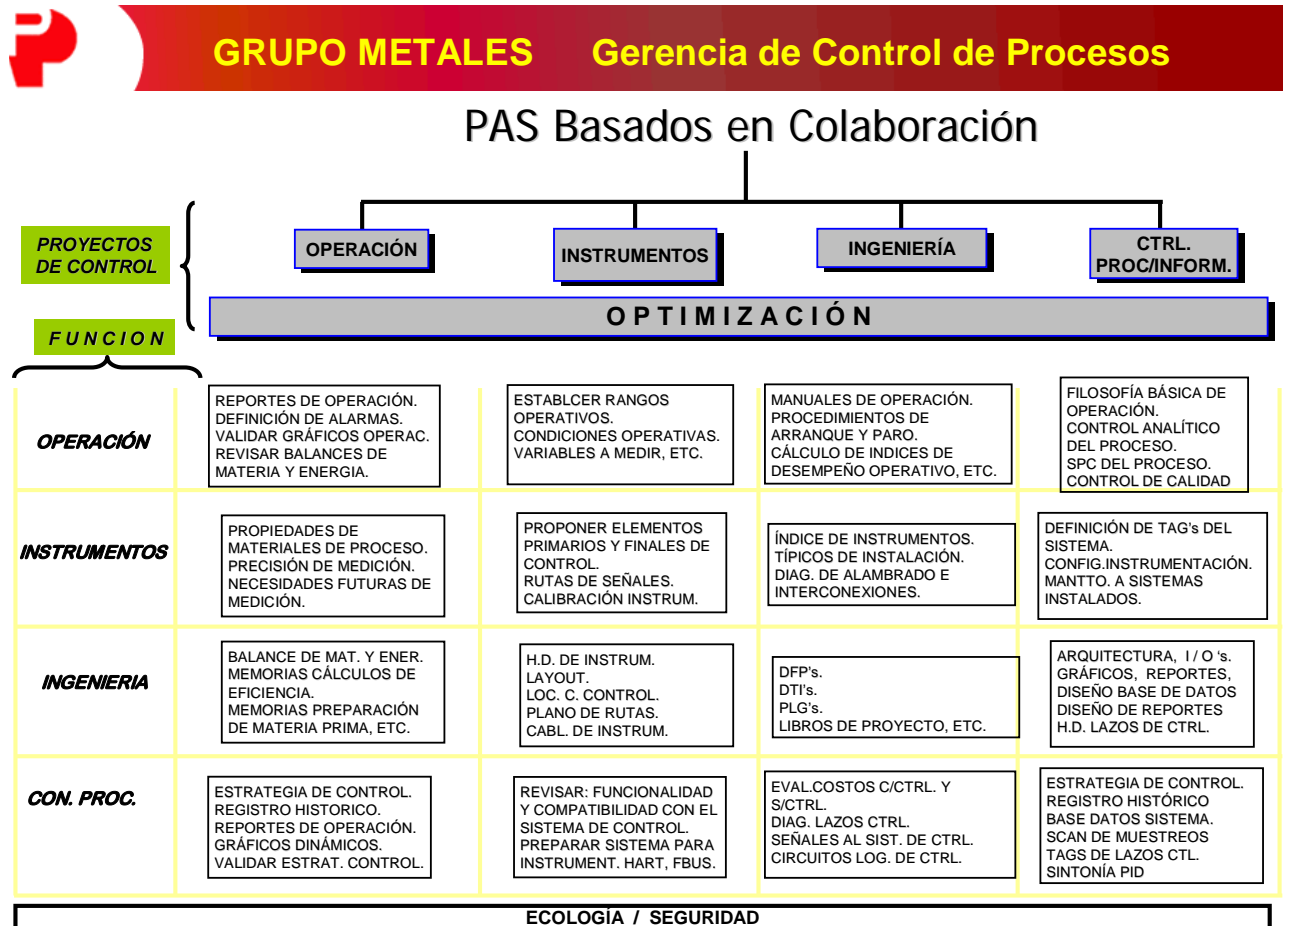 GRUPO METALES Gerencia de Control de Procesos
PAS Basados en Colaboración
PROYECTOS
DE CONTROL
OPERACIÓN
INSTRUMENTOS
INGENIERÍA
CTRL.
PROC/INFORM.
OPTIMIZACIÓN
FUNCION
OPERACIÓN
REPORTES DE OPERACIÓN.
DEFINICIÓN DE ALARMAS.
VALIDAR GRÁFICOS OPERAC.
REVISAR BALANCES DE
MATERIA Y ENERGIA.
ESTABLCER RANGOS
OPERATIVOS.
CONDICIONES OPERATIVAS.
VARIABLES A MEDIR, ETC.
MANUALES DE OPERACIÓN.
PROCEDIMIENTOS DE
ARRANQUE Y PARO.
CÁLCULO DE INDICES DE
DESEMPEÑO OPERATIVO, ETC.
FILOSOFÍA BÁSICA DE
OPERACIÓN.
CONTROL ANALÍTICO
DEL PROCESO.
SPC DEL PROCESO.
CONTROL DE CALIDAD
INSTRUMENTOS
PROPIEDADES DE
MATERIALES DE PROCESO.
PRECISIÓN DE MEDICIÓN.
NECESIDADES FUTURAS DE
MEDICIÓN.
PROPONER ELEMENTOS
PRIMARIOS Y FINALES DE
CONTROL.
RUTAS DE SEÑALES.
CALIBRACIÓN INSTRUM.
ÍNDICE DE INSTRUMENTOS.
TÍPICOS DE INSTALACIÓN.
DIAG. DE ALAMBRADO E
INTERCONEXIONES.
DEFINICIÓN DE TAG's DEL
SISTEMA.
CONFIG.INSTRUMENTACIÓN.
MANTTO. A SISTEMAS
INSTALADOS.
INGENIERIA
BALANCE DE MAT. Y ENER.
MEMORIAS CÁLCULOS DE
EFICIENCIA.
MEMORIAS PREPARACIÓN
DE MATERIA PRIMA, ETC.
H.D. DE INSTRUM.
LAYOUT.
LOC. C. CONTROL.
PLANO DE RUTAS.
CABL. DE INSTRUM.
DFP's.
DTI's.
PLG's.
LIBROS DE PROYECTO, ETC.
ARQUITECTURA, I / O 's.
GRÁFICOS, REPORTES,
DISEÑO BASE DE DATOS
DISEÑO DE REPORTES
H.D. LAZOS DE CTRL.
CON. PROC.
ESTRATEGIA DE CONTROL.
REGISTRO HISTORICO.
REPORTES DE OPERACIÓN.
GRÁFICOS DINÁMICOS.
VALIDAR ESTRAT. CONTROL.
REVISAR: FUNCIONALIDAD
Y COMPATIBILIDAD CON EL
SISTEMA DE CONTROL.
PREPARAR SISTEMA PARA
INSTRUMENT. HART, FBUS.
EVAL.COSTOS C/CTRL. Y
S/CTRL.
DIAG. LAZOS CTRL.
SEÑALES AL SIST. DE CTRL.
CIRCUITOS LOG. DE CTRL.
ESTRATEGIA DE CONTROL.
REGISTRO HISTÓRICO
BASE DATOS SISTEMA.
SCAN DE MUESTREOS
TAGS DE LAZOS CTL.
SINTONÍA PID
ECOLOGÍA / SEGURIDAD